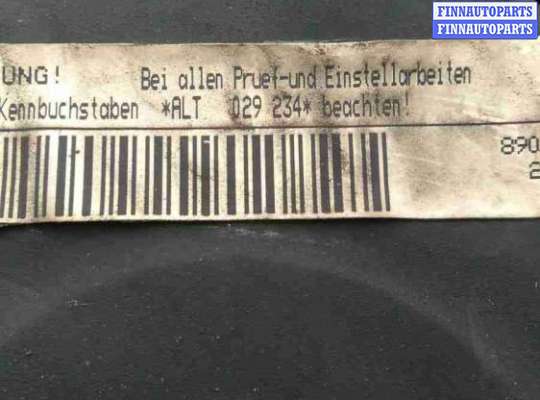 FINNAUTOPARTS
FINNAUTOPARTS
UNG! Bei allen Pruef-und Einstellarbeiten
Kennbuchstaben *ALT 029 234* beachten!
890
2